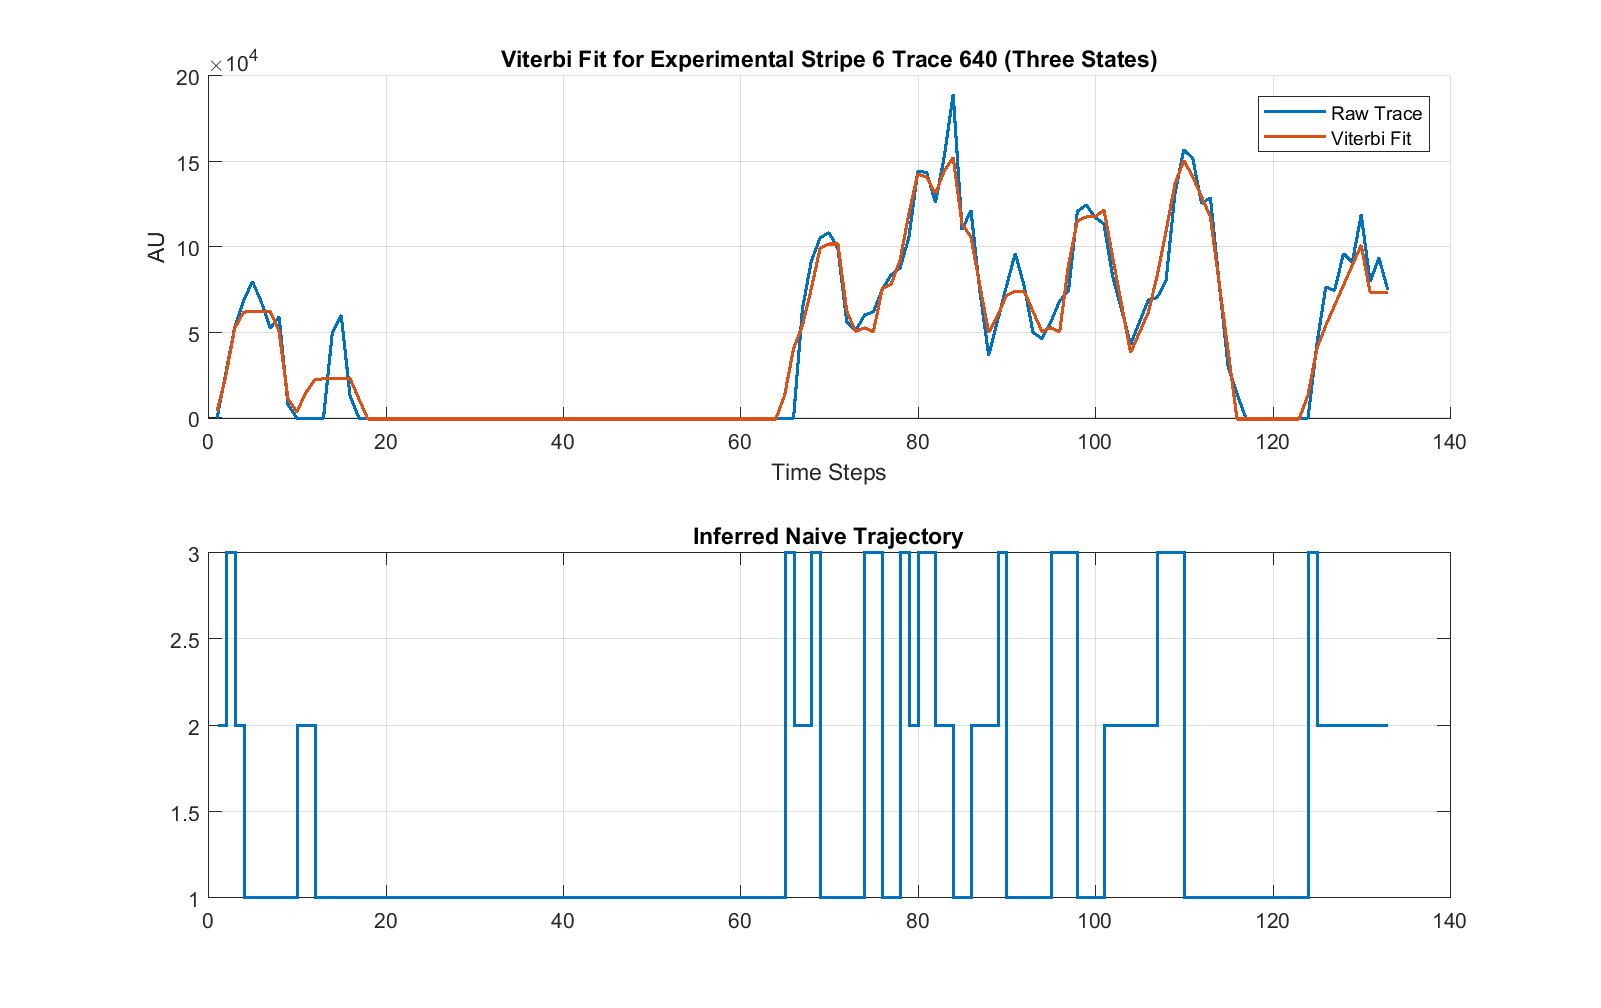 Viterbi Fit for Experimental Stripe 6 Trace 640 (Three States)
×10⁴
20
15
10
5
0
AU
Raw Trace
Viterbi Fit
0 20 40 60 80 100 120 140
Time Steps
Inferred Naive Trajectory
3
2.5
2
1.5
1
0 20 40 60 80 100 120 140